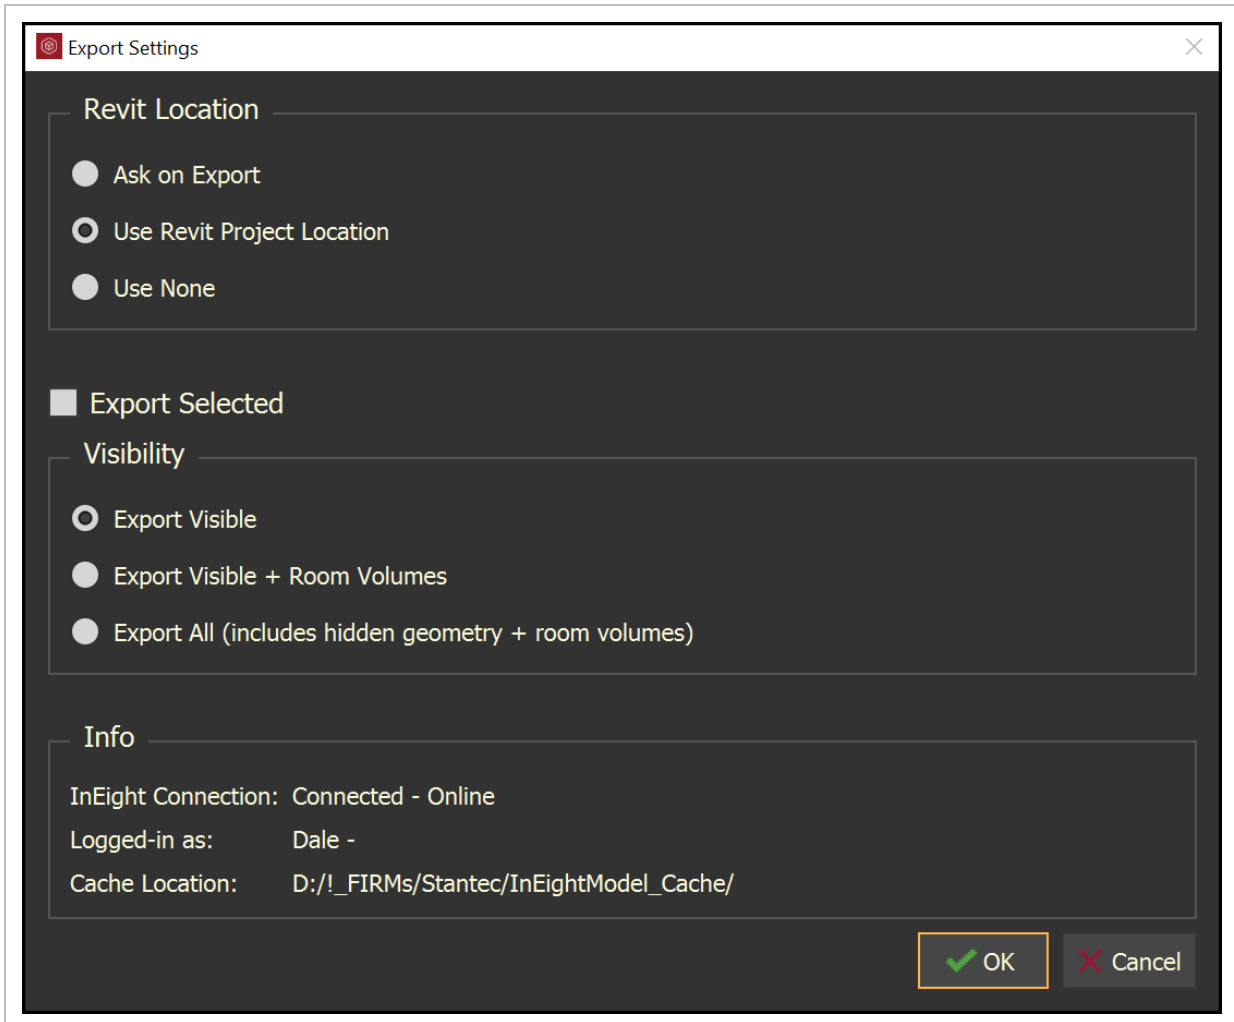 Export Settings
Revit Location
Ask on Export
Use Revit Project Location
Use None
Export Selected
Visibility
Export Visible
Export Visible + Room Volumes
Export All (includes hidden geometry + room volumes)
Info
InEight Connection: Connected - Online
Logged-in as: Dale -
Cache Location: D:/!_FIRMs/Stantec/InEightModel_Cache/
OK Cancel